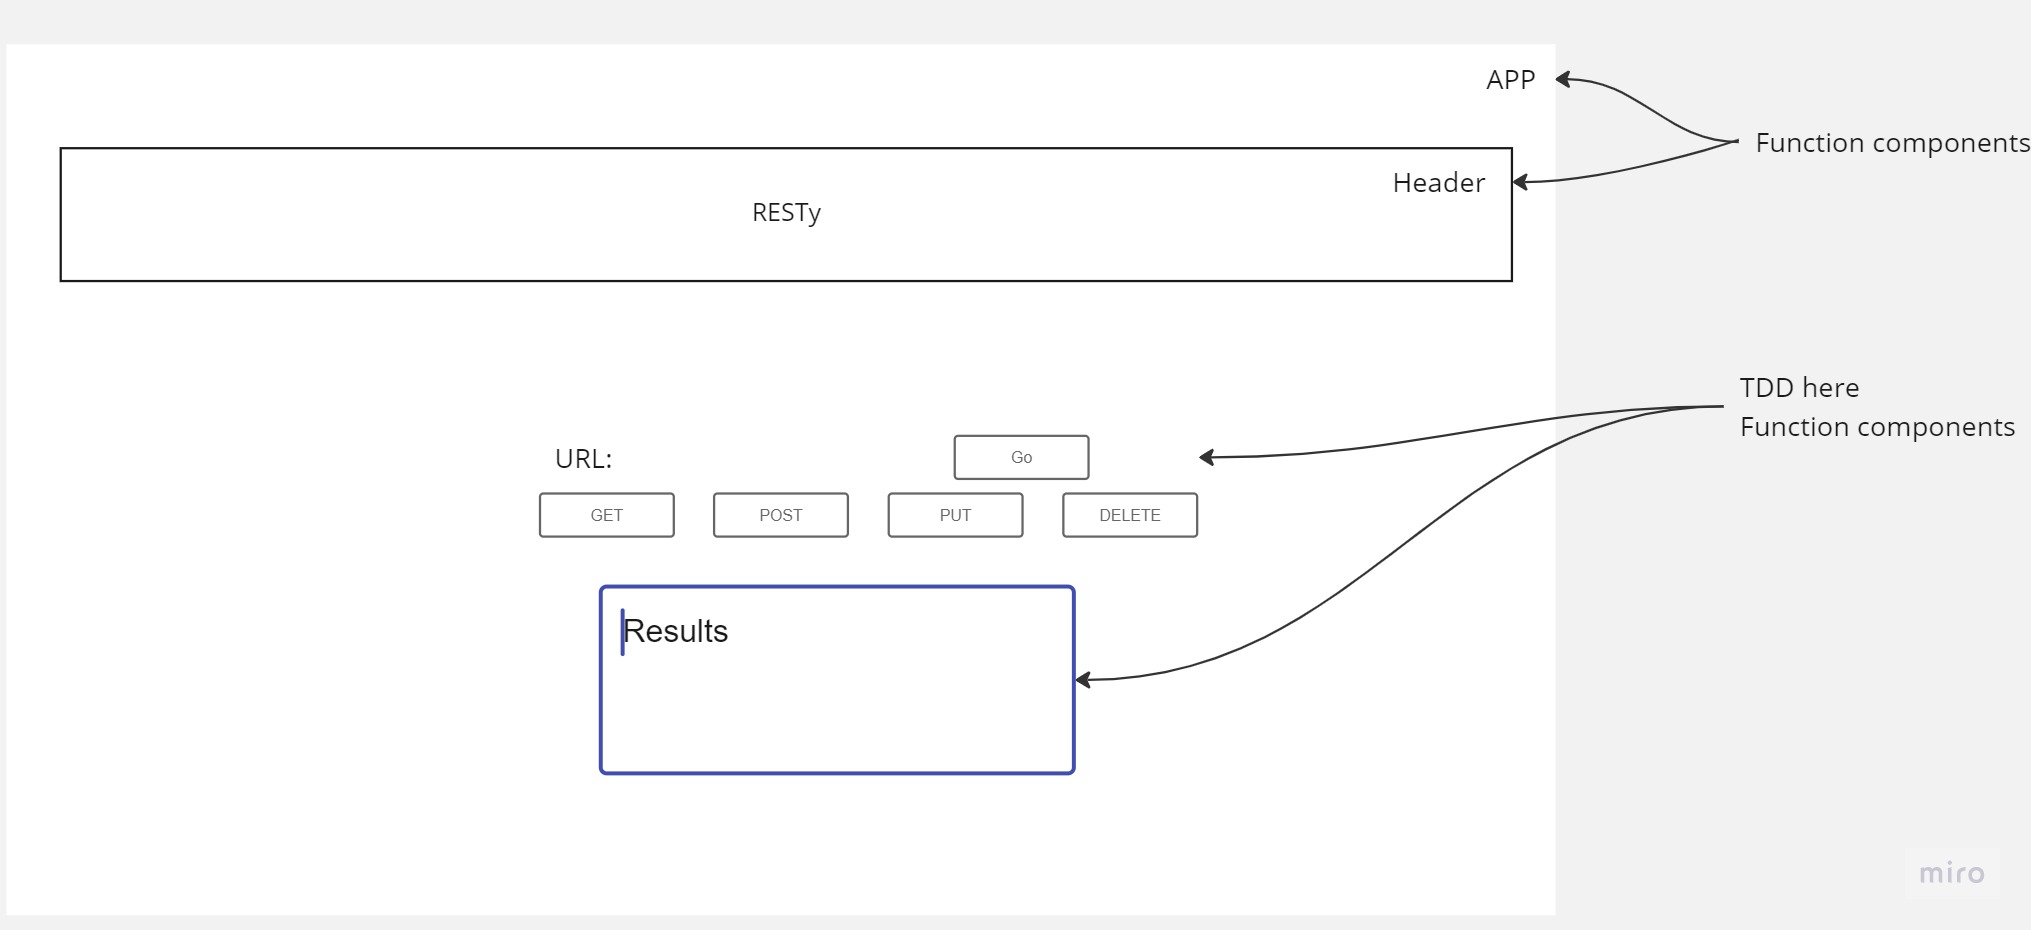 APP
Function components
Header
RESTy
TDD here
Function components
URL:
Go
GET
POST
PUT
DELETE
Results
miro